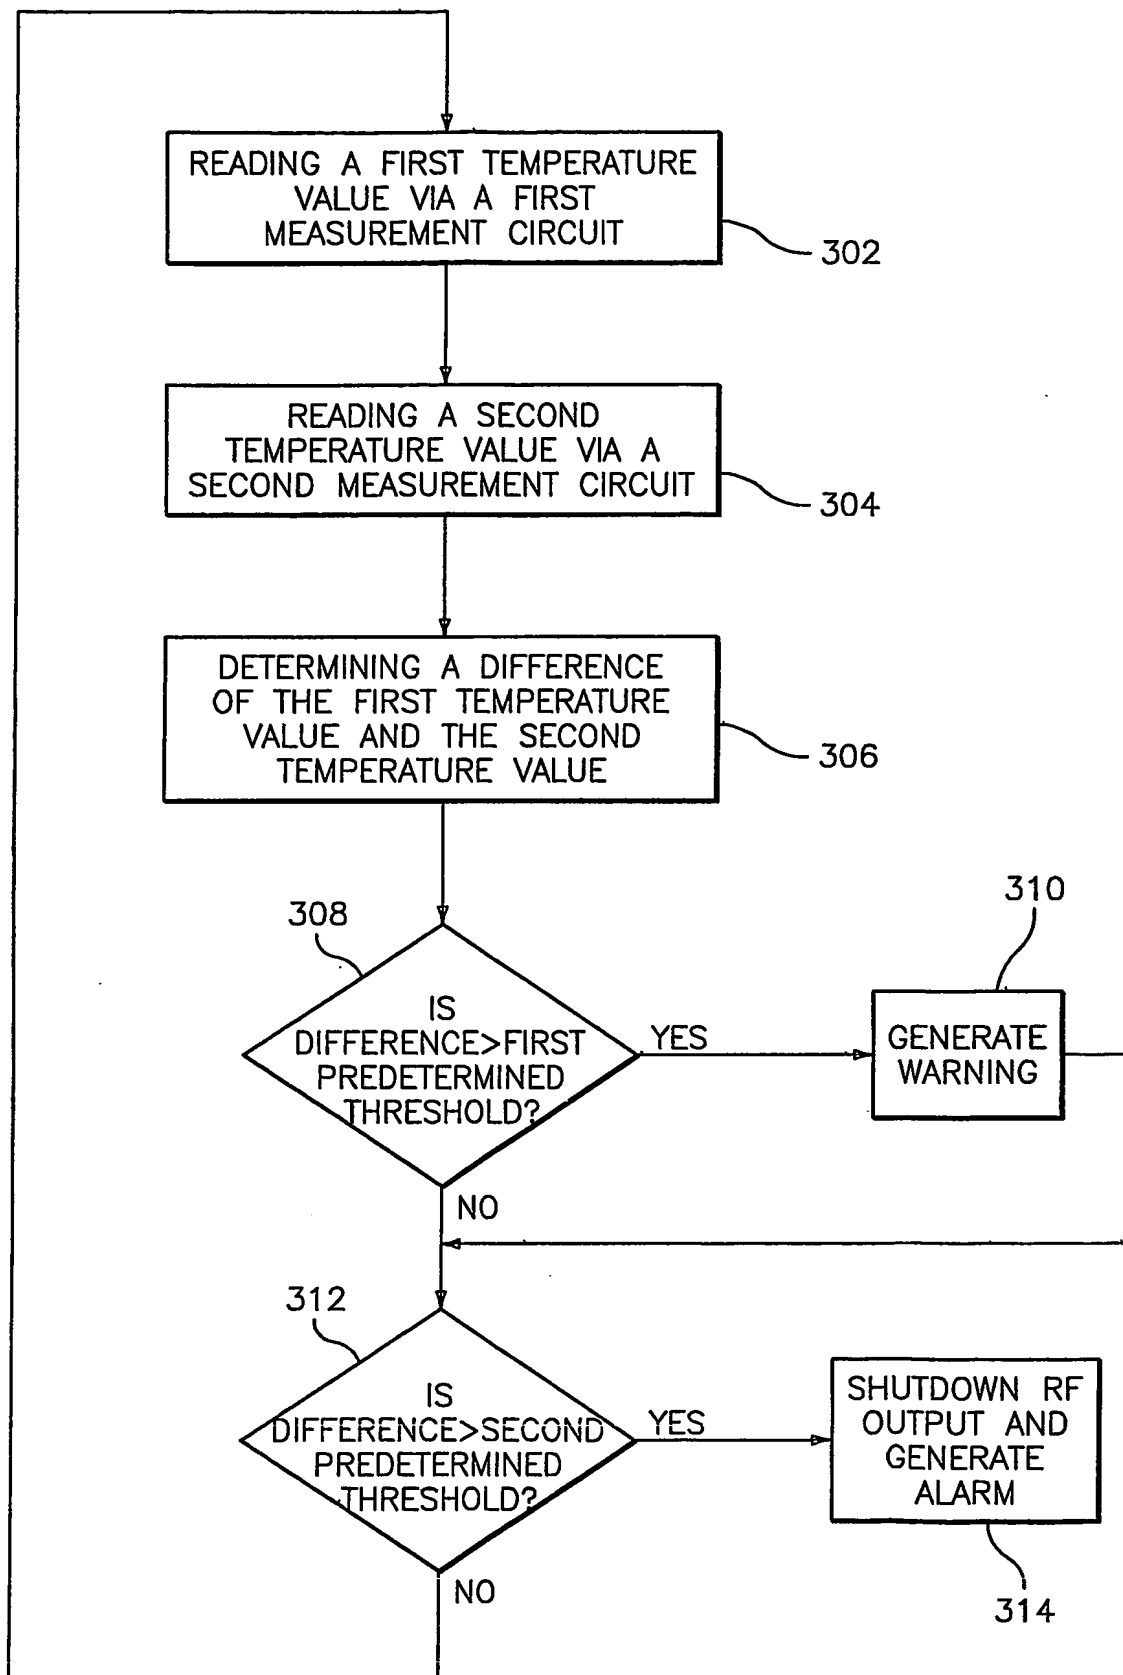 READING A FIRST TEMPERATURE
VALUE VIA A FIRST
MEASUREMENT CIRCUIT
302
READING A SECOND
TEMPERATURE VALUE VIA A
SECOND MEASUREMENT CIRCUIT
304
DETERMINING A DIFFERENCE
OF THE FIRST TEMPERATURE
VALUE AND THE SECOND
TEMPERATURE VALUE
306
308
IS
DIFFERENCE>FIRST
PREDETERMINED
THRESHOLD?
YES
310
GENERATE
WARNING
NO
312
IS
DIFFERENCE>SECOND
PREDETERMINED
THRESHOLD?
YES
SHUTDOWN RF
OUTPUT AND
GENERATE
ALARM
314
NO